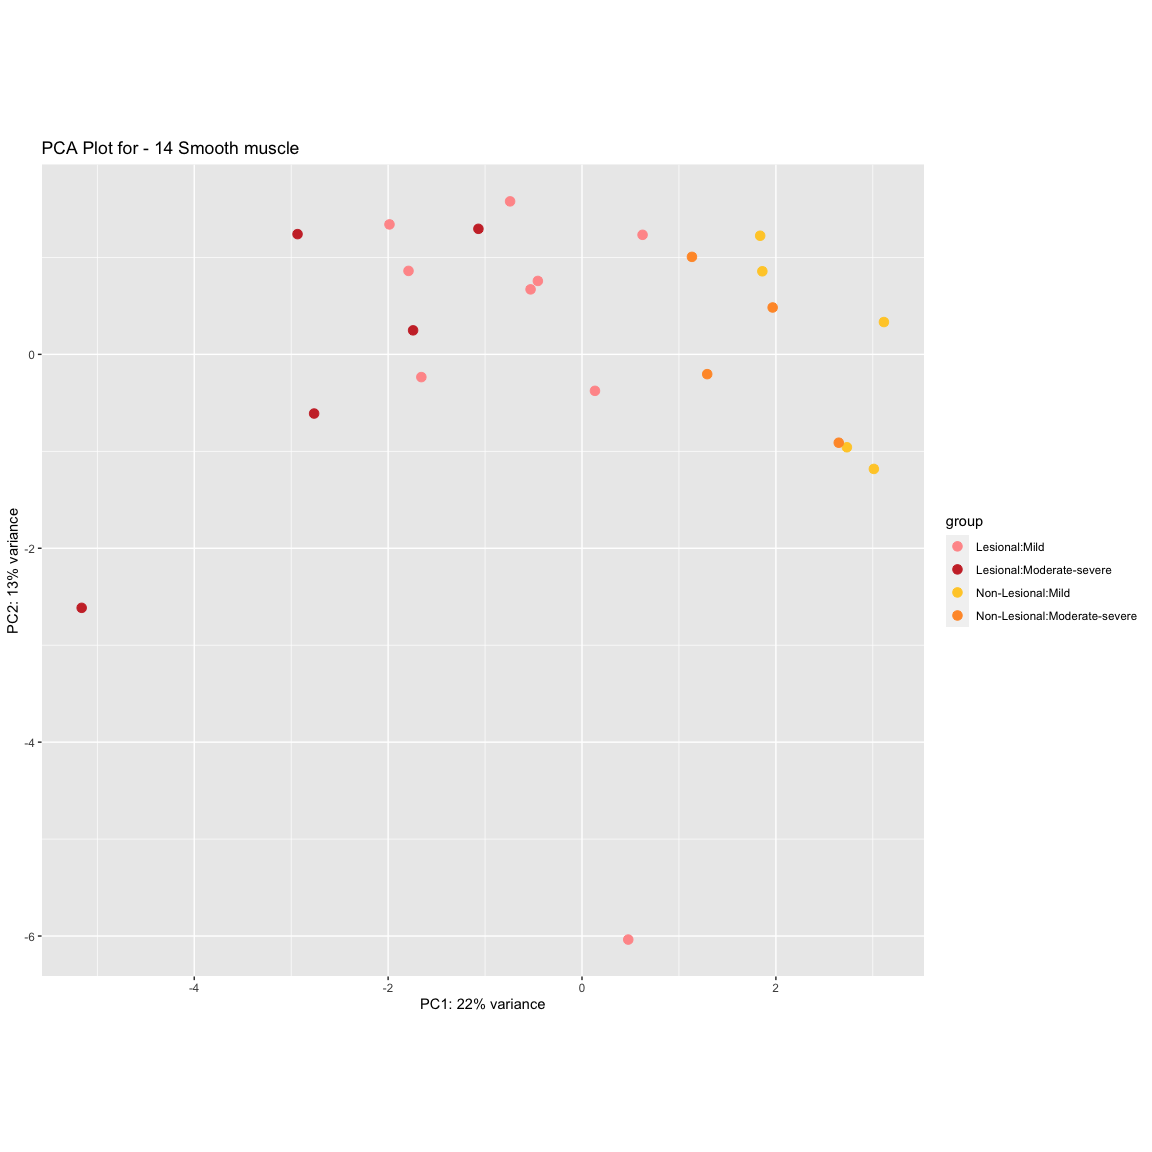 PCA Plot for - 14 Smooth muscle
0
-2
-4
-6
PC2: 13% variance
-4
-2
0
2
PC1: 22% variance
group
Lesional:Mild
Lesional:Moderate-severe
Non-Lesional:Mild
Non-Lesional:Moderate-severe